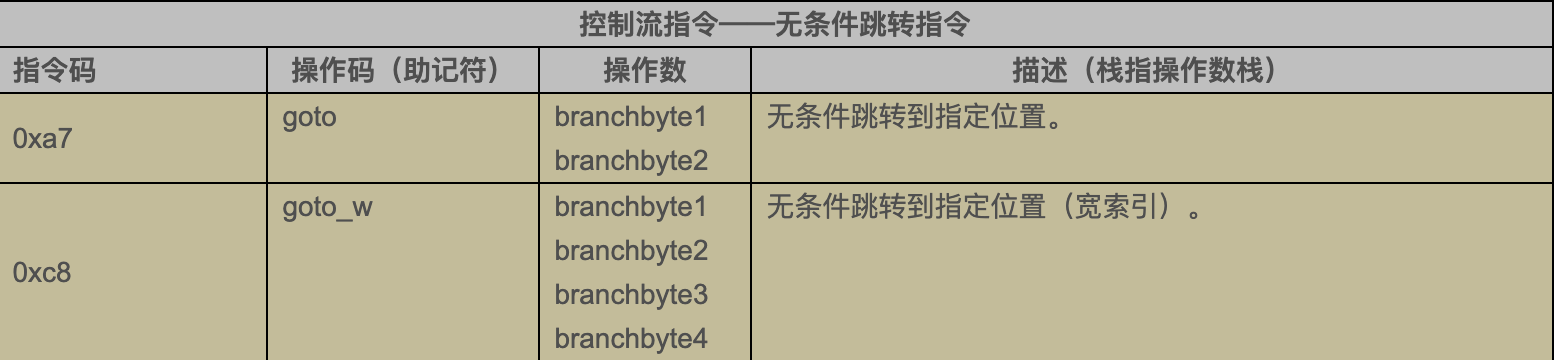 控制流指令——无条件跳转指令
指令码 操作码（助记符） 操作数 描述（栈指操作数栈）
0xa7 goto branchbyte1 无条件跳转到指定位置。
branchbyte2
0xc8 goto_w branchbyte1 无条件跳转到指定位置（宽索引）。
branchbyte2
branchbyte3
branchbyte4